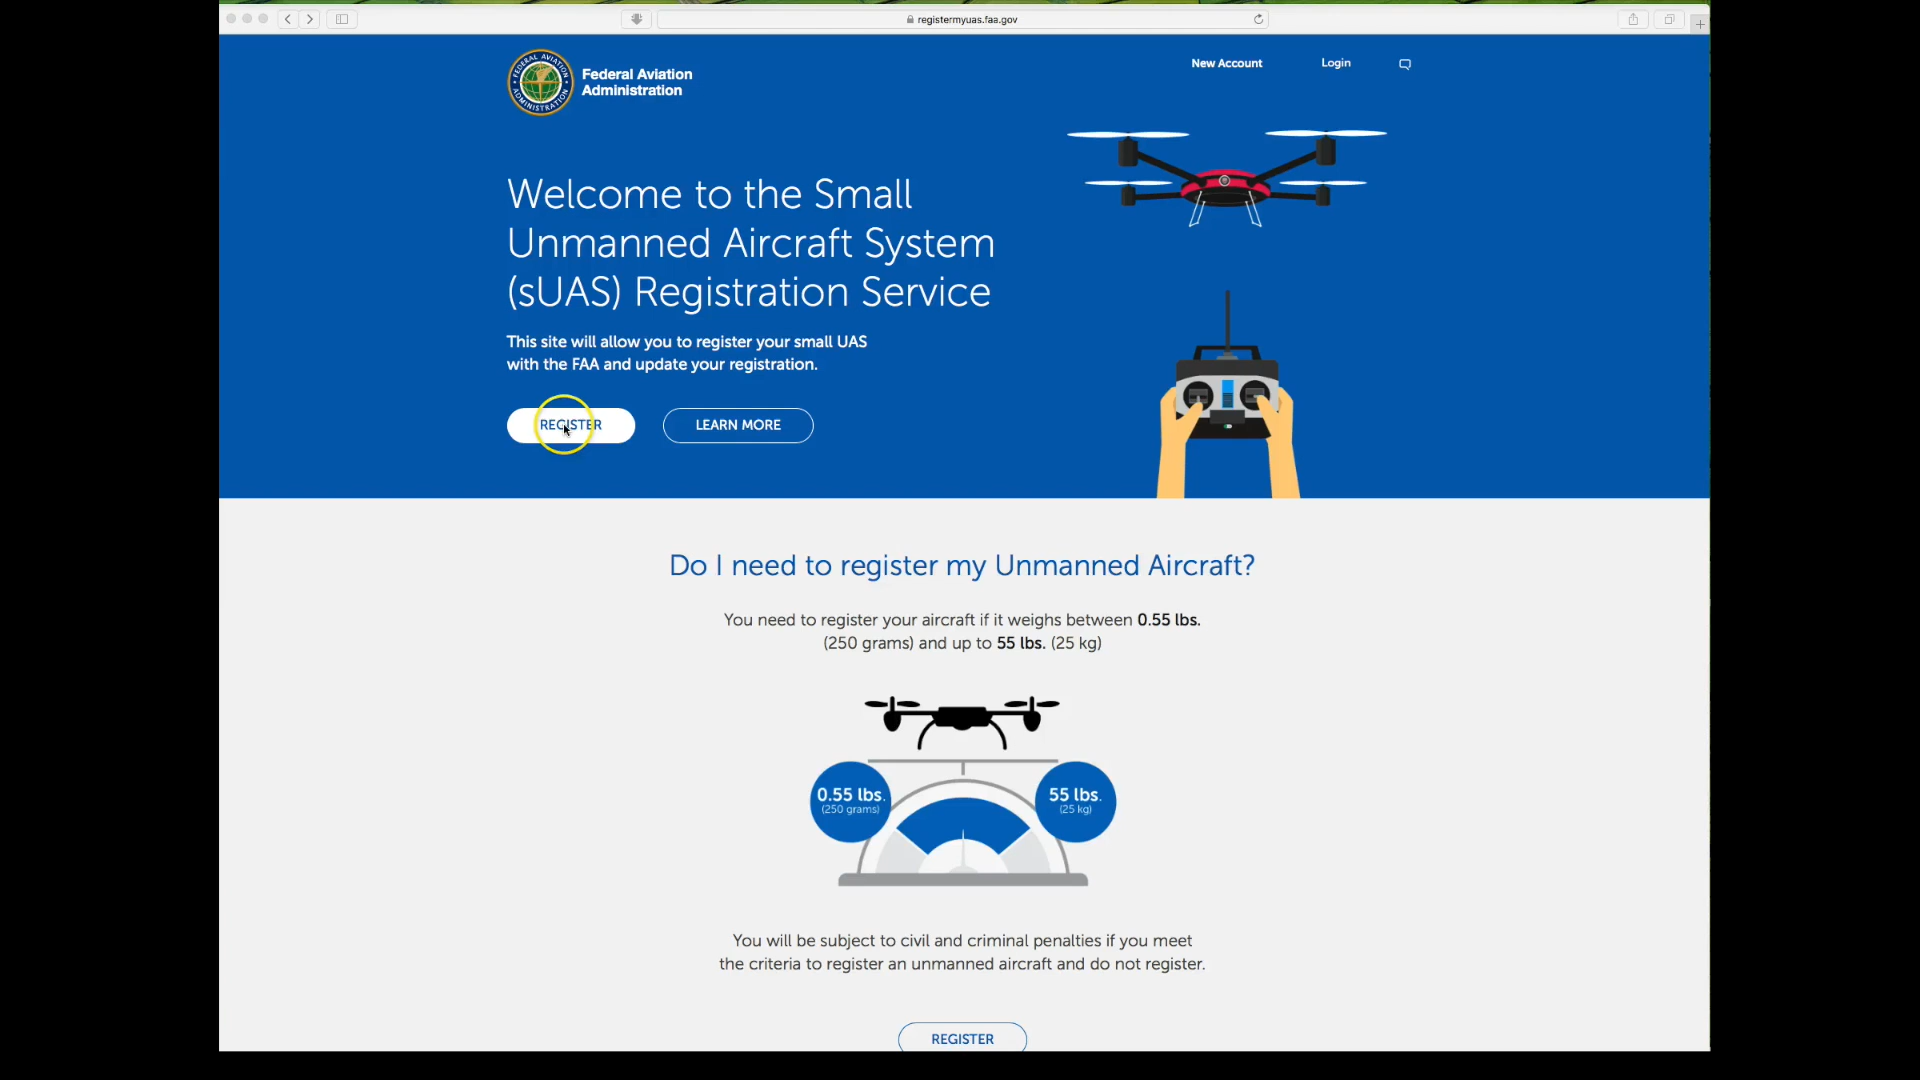 registermyuas.faa.gov
FEDERAL AVIATION ADMINISTRATION
Federal Aviation
Administration
New Account
Login
Welcome to the Small
Unmanned Aircraft System
(sUAS) Registration Service
This site will allow you to register your small UAS
with the FAA and update your registration.
REGISTER
LEARN MORE
Do I need to register my Unmanned Aircraft?
You need to register your aircraft if it weighs between 0.55 lbs.
(250 grams) and up to 55 lbs. (25 kg)
0.55 lbs.
(250 grams)
55 lbs.
(25 kg)
You will be subject to civil and criminal penalties if you meet
the criteria to register an unmanned aircraft and do not register.
REGISTER